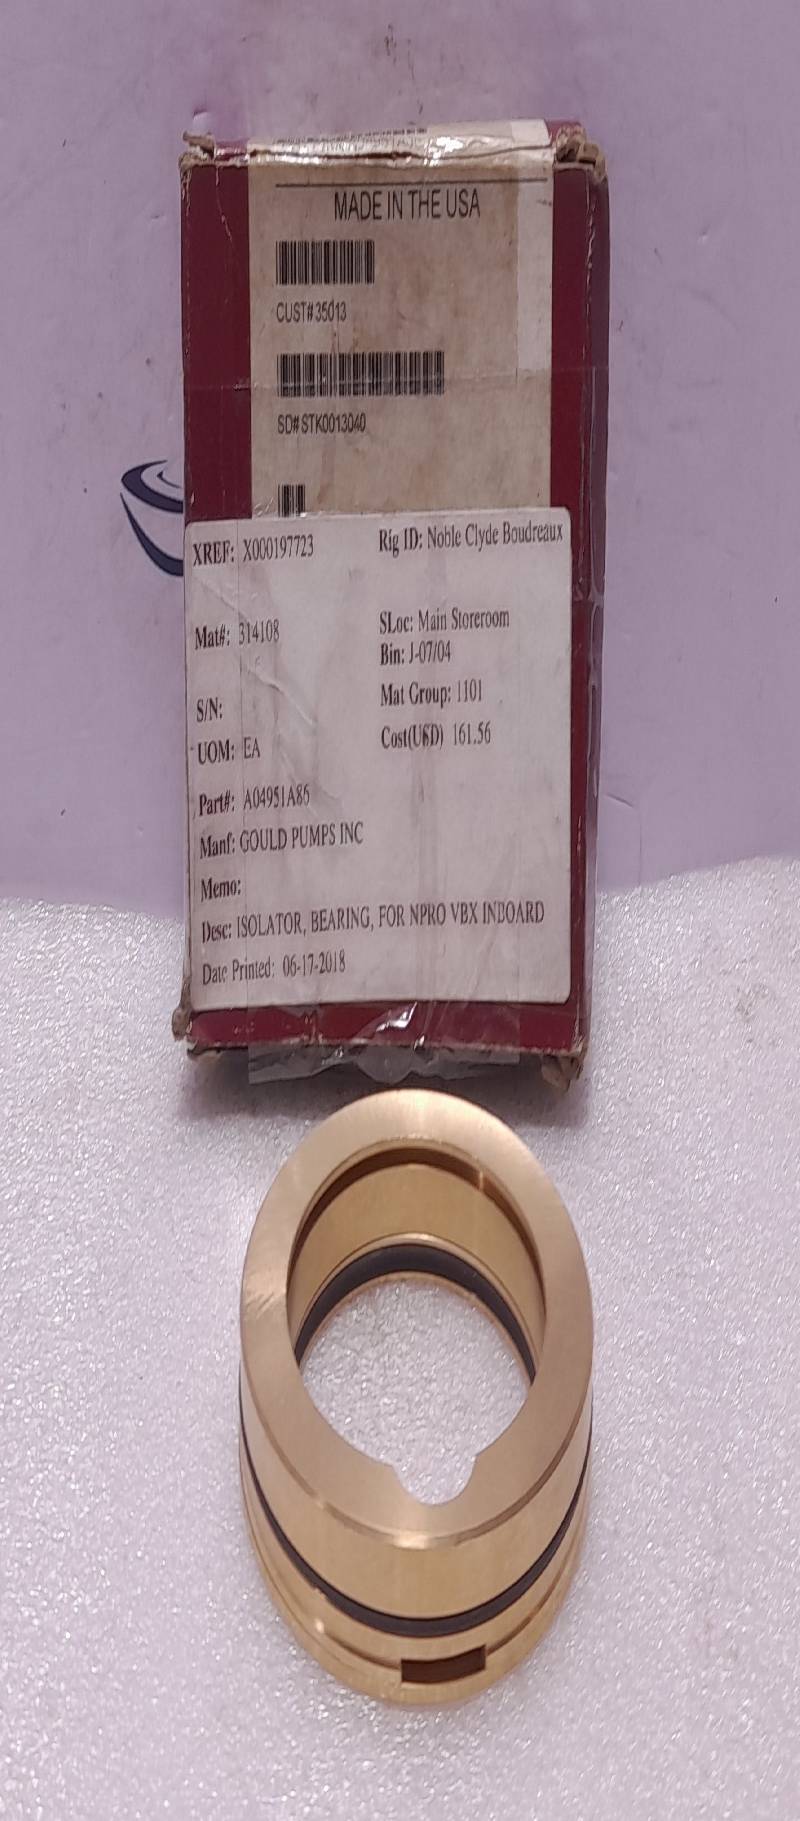 MADE IN THE USA
CUST# 35013
SD# STK0013040
XREF: X000197723 Rig ID: Noble Clyde Boudreaux
Mat#: 314108 SLoc: Main Storeroom
Bin: J-07/04
S/N: Mat Group: 1101
UOM: EA Cost(USD) 161.56
Part#: A04951A86
Manf: GOULD PUMPS INC
Memo:
Desc: ISOLATOR, BEARING, FOR NPRO VBX INBOARD
Date Printed: 06-17-2018